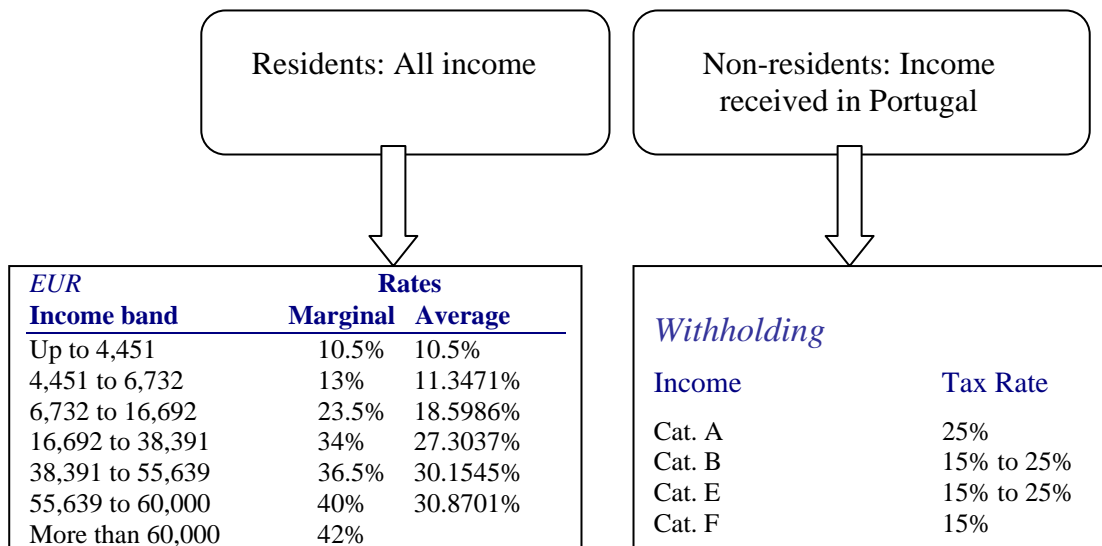 Residents: All income
Non-residents: Income
received in Portugal
EUR Rates
Income band Marginal Average
Up to 4,451 10.5% 10.5%
4,451 to 6,732 13% 11.3471%
6,732 to 16,692 23.5% 18.5986%
16,692 to 38,391 34% 27.3037%
38,391 to 55,639 36.5% 30.1545%
55,639 to 60,000 40% 30.8701%
More than 60,000 42%
Withholding
Income Tax Rate
Cat. A 25%
Cat. B 15% to 25%
Cat. E 15% to 25%
Cat. F 15%